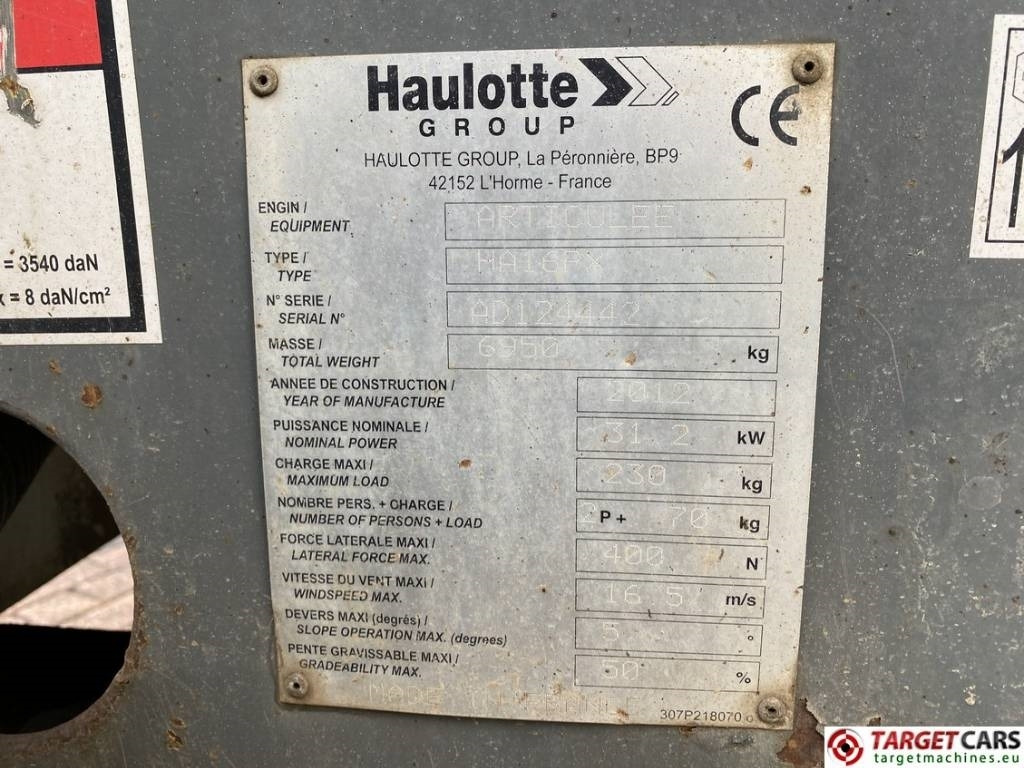 = 3540 daN
x = 8 daN/cm²
Haulotte
GROUP
CE
HAULOTTE GROUP, La Péronnière, BP9
42152 L'Horme - France
ENGIN /
EQUIPMENT
ARTICULEE
TYPE /
TYPE
MA16PX
N° SERIE /
SERIAL N°
AD124442
MASSE /
TOTAL WEIGHT
6950 kg
ANNEE DE CONSTRUCTION /
YEAR OF MANUFACTURE
2012
PUISSANCE NOMINALE /
NOMINAL POWER
31.2 kW
CHARGE MAXI /
MAXIMUM LOAD
230 kg
NOMBRE PERS. + CHARGE /
NUMBER OF PERSONS + LOAD
P + 70 kg
FORCE LATERALE MAXI /
LATERAL FORCE MAX.
400 N
VITESSE DU VENT MAXI /
WINDSPEED MAX.
16.5 m/s
DEVERS MAXI (degrés) /
SLOPE OPERATION MAX. (degrees)
5 °
PENTE GRAVISSABLE MAXI /
GRADEABILITY MAX.
50 %
MADE
307P218070
TARGETCARS
targetmachines.eu